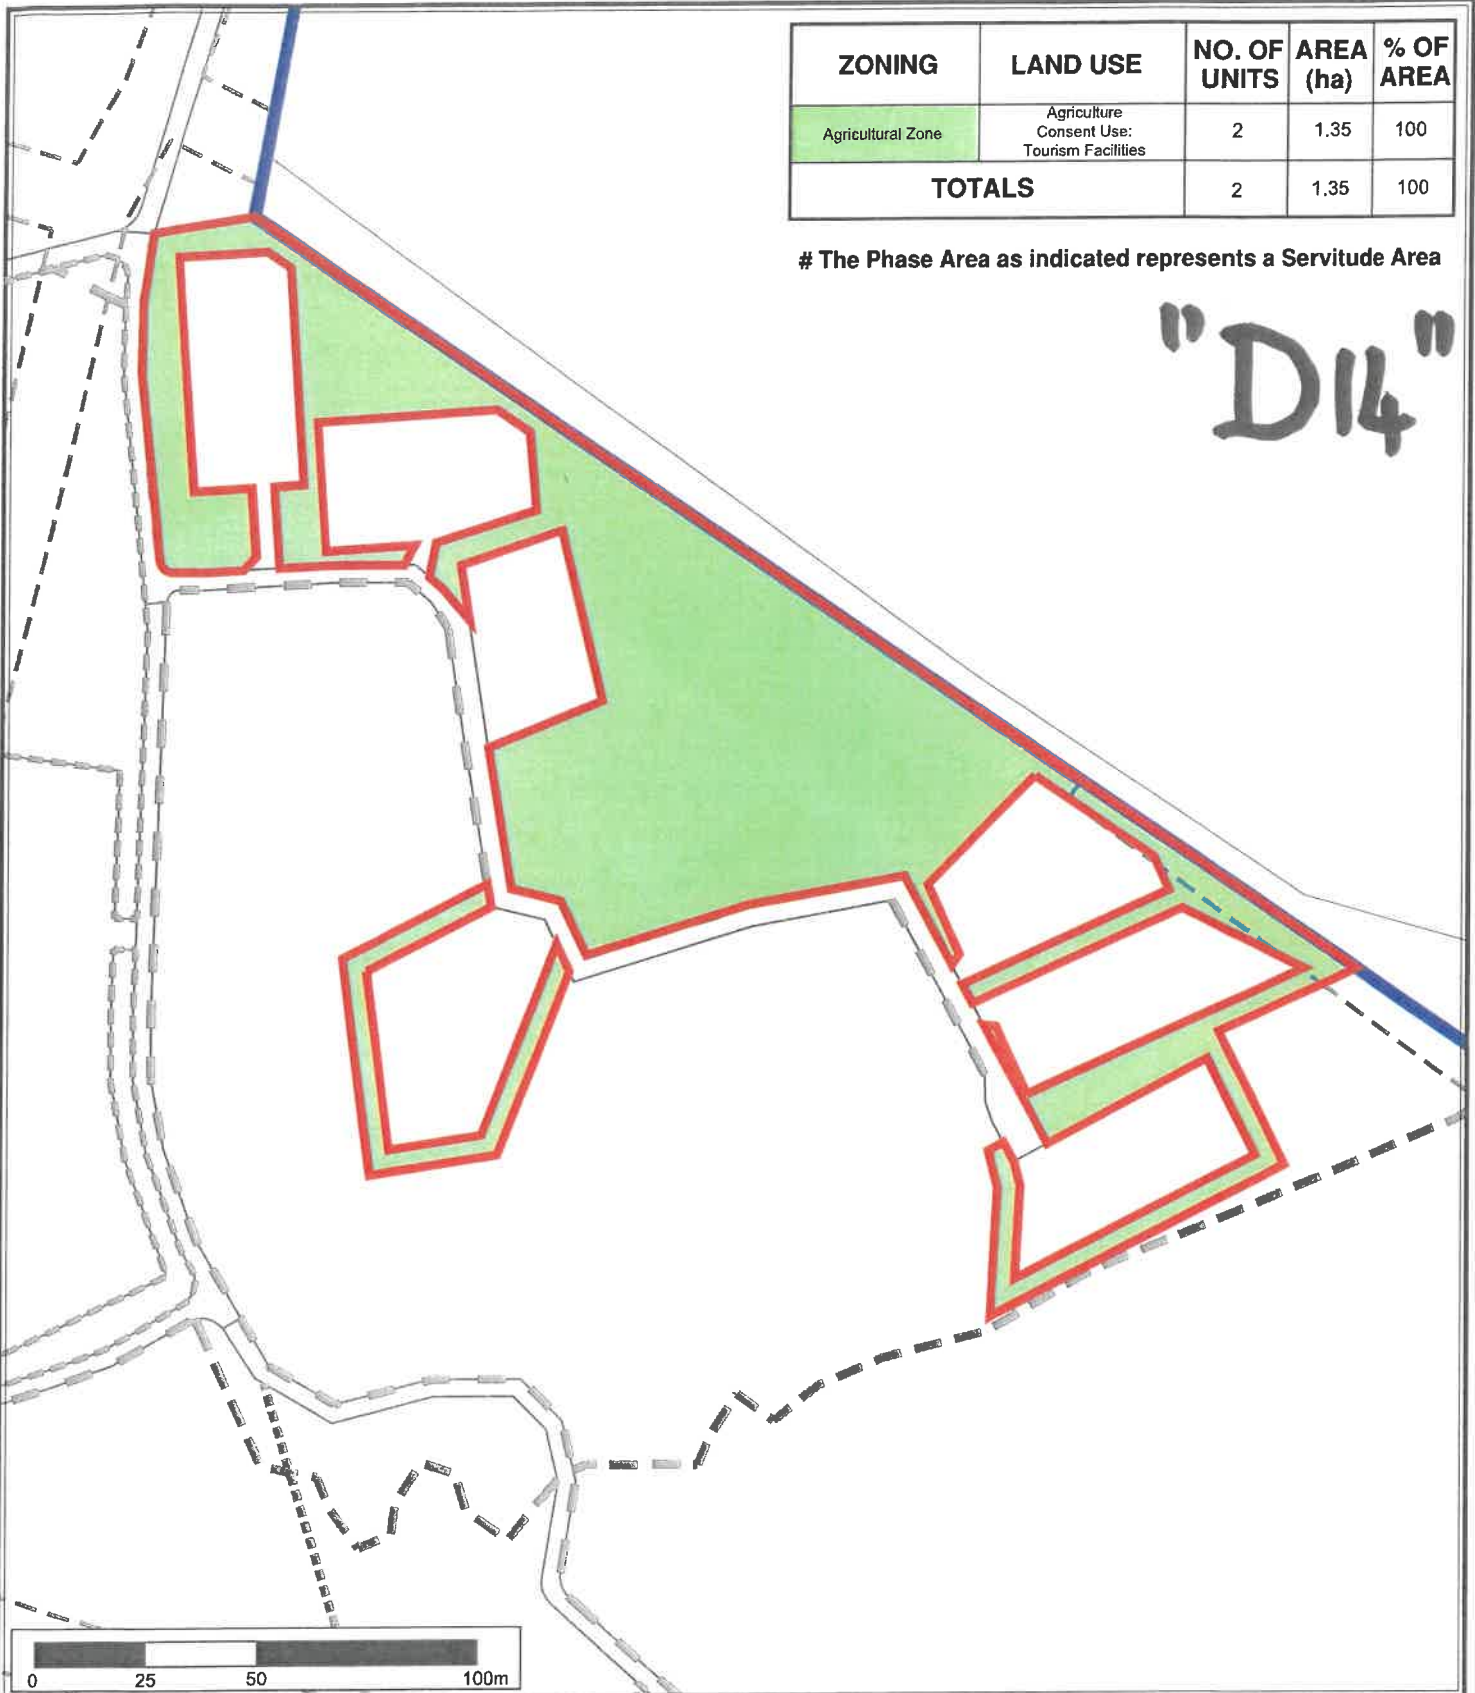 ZONING LAND USE NO. OF UNITS AREA (ha) % OF AREA
Agricultural Zone Agriculture Consent Use: Tourism Facilities 2 1.35 100
TOTALS 2 1.35 100
# The Phase Area as indicated represents a Servitude Area
"D14"
0 25 50 100m